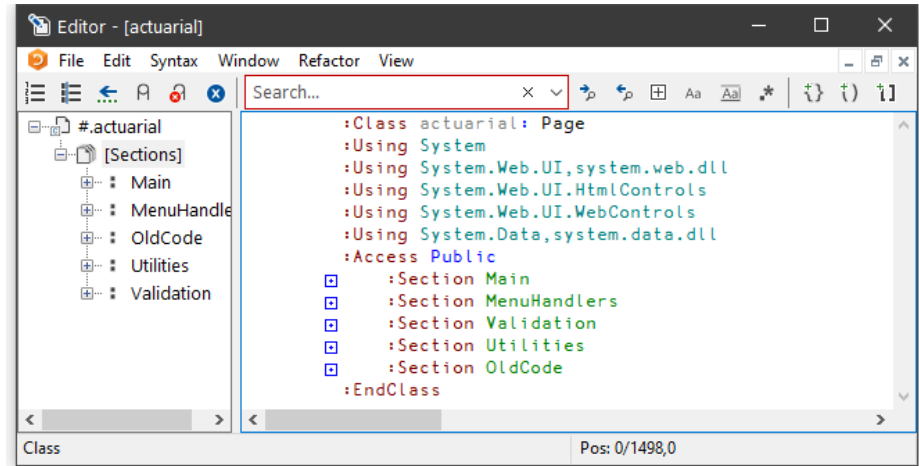 Editor - [actuarial]
File Edit Syntax Window Refactor View
Search... Aa Aa .* {} () []
#.actuarial
[Sections]
Main
MenuHandle
OldCode
Utilities
Validation
:Class actuarial: Page
:Using System
:Using System.Web.UI,system.web.dll
:Using System.Web.UI.HtmlControls
:Using System.Web.UI.WebControls
:Using System.Data,system.data.dll
:Access Public
:Section Main
:Section MenuHandlers
:Section Validation
:Section Utilities
:Section OldCode
:EndClass
Class Pos: 0/1498,0